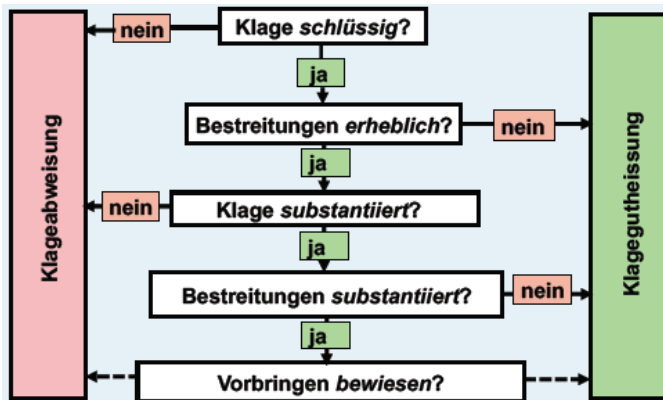 Klage schlüssig?
nein
ja
Bestreitungen erheblich?
nein
ja
Klage substantiiert?
nein
ja
Bestreitungen substantiiert?
nein
ja
Vorbringen bewiesen?
Klageabweisung
Klagegutheissung